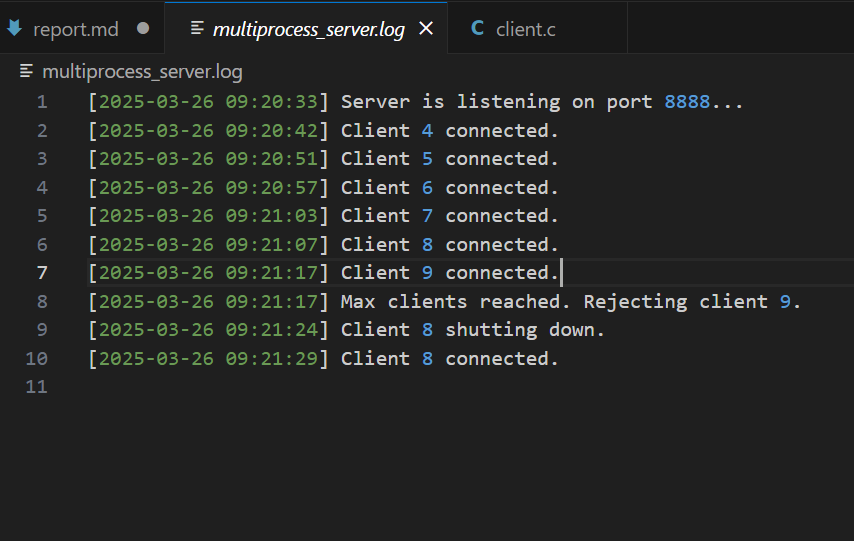 report.md ● multiprocess_server.log × C client.c
multiprocess_server.log
1 [2025-03-26 09:20:33] Server is listening on port 8888...
2 [2025-03-26 09:20:42] Client 4 connected.
3 [2025-03-26 09:20:51] Client 5 connected.
4 [2025-03-26 09:20:57] Client 6 connected.
5 [2025-03-26 09:21:03] Client 7 connected.
6 [2025-03-26 09:21:07] Client 8 connected.
7 [2025-03-26 09:21:17] Client 9 connected.
8 [2025-03-26 09:21:17] Max clients reached. Rejecting client 9.
9 [2025-03-26 09:21:24] Client 8 shutting down.
10 [2025-03-26 09:21:29] Client 8 connected.
11